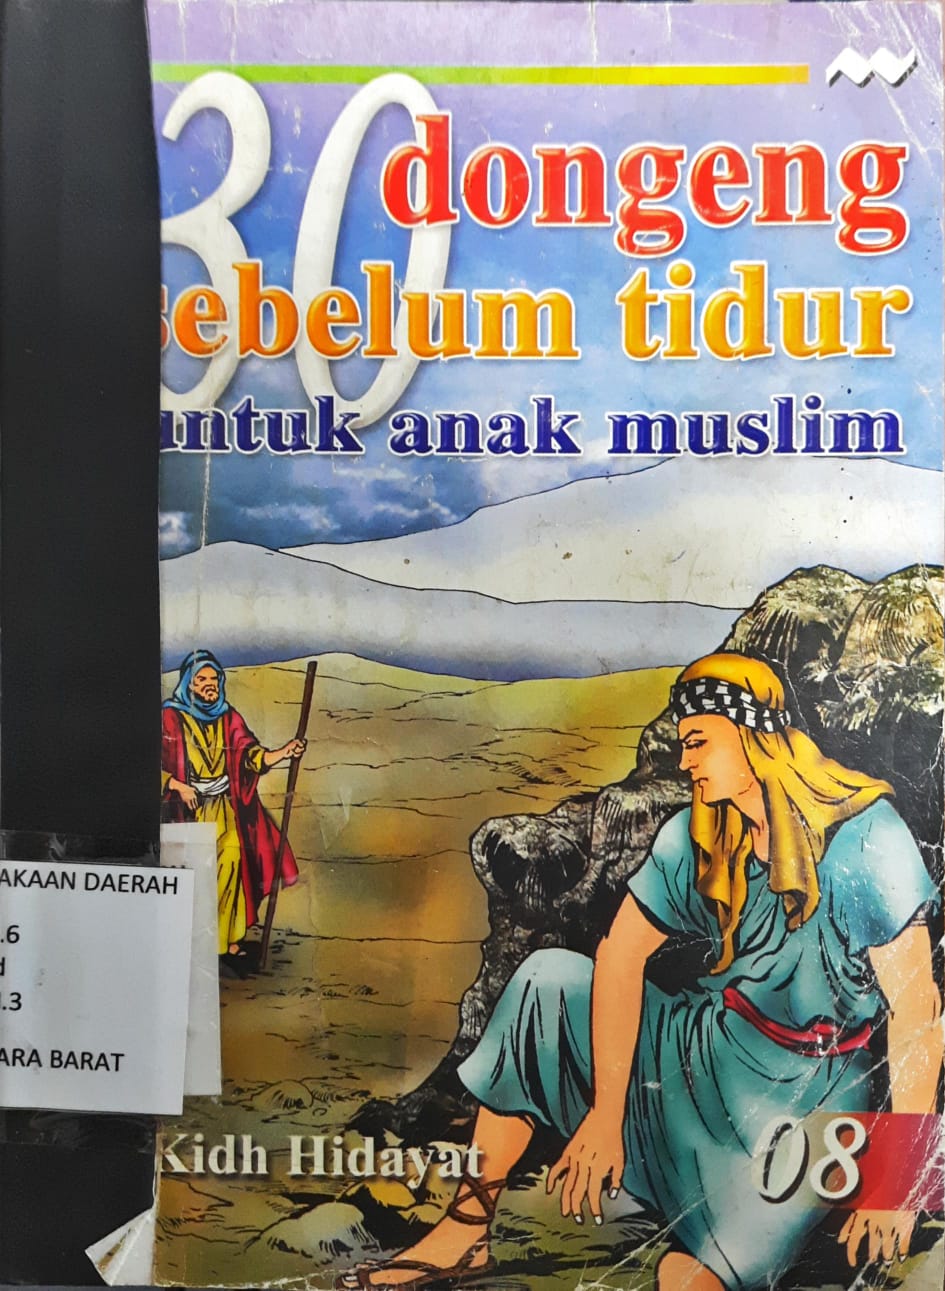 30 dongeng
sebelum tidur
untuk anak muslim
AKAAN DAERAH
.6
d
.3
ARA BARAT
Kidh Hidayat
08